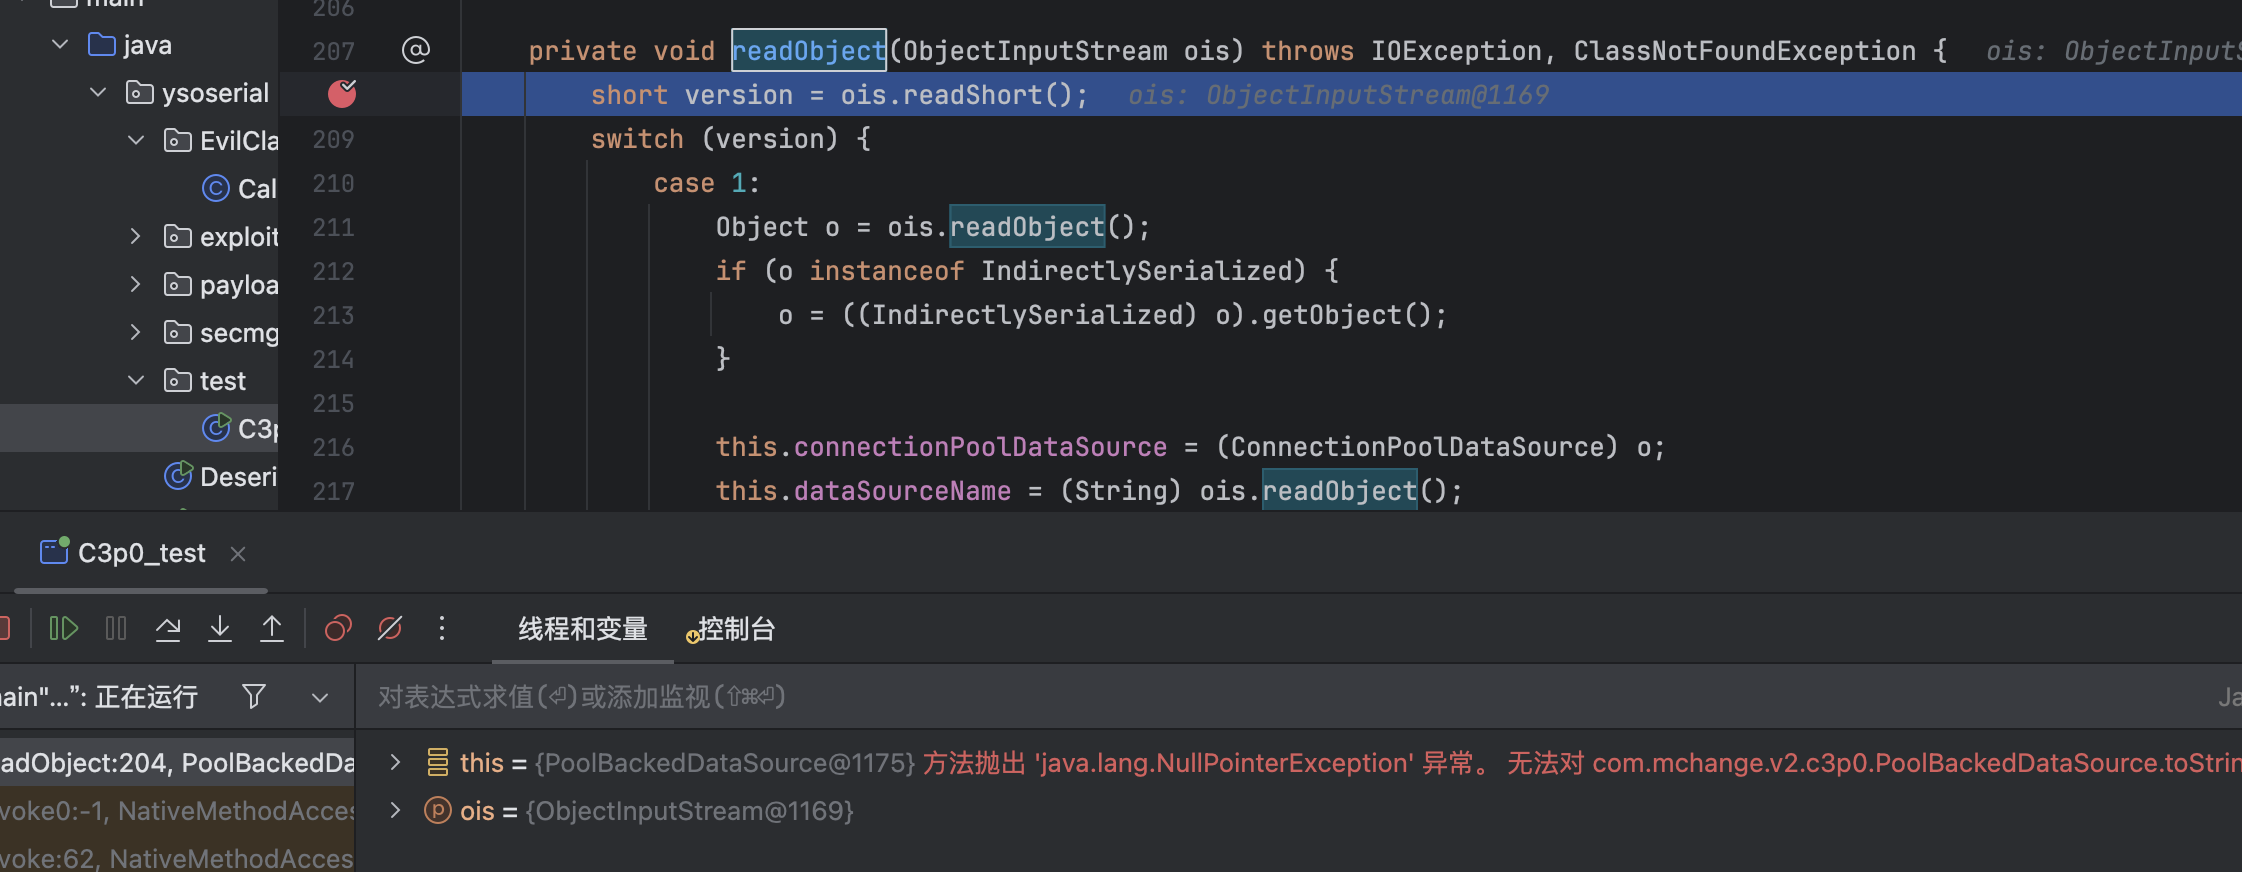 main
206
java
207 @ private void readObject(ObjectInputStream ois) throws IOException, ClassNotFoundException { ois: ObjectInputS
ysoserial
short version = ois.readShort(); ois: ObjectInputStream@1169
EvilCla
209 switch (version) {
Cal
210 case 1:
211 Object o = ois.readObject();
exploit
212 if (o instanceof IndirectlySerialized) {
payloa
213 o = ((IndirectlySerialized) o).getObject();
secmg
214 }
test
215
C3p
216 this.connectionPoolDataSource = (ConnectionPoolDataSource) o;
Deseri
217 this.dataSourceName = (String) ois.readObject();
C3p0_test
线程和变量 控制台
ain"...": 正在运行
对表达式求值(⏎)或添加监视(⇧⌘⏎)
Ja
adObject:204, PoolBackedDa
this = {PoolBackedDataSource@1175} 方法抛出 'java.lang.NullPointerException' 异常。 无法对 com.mchange.v2.c3p0.PoolBackedDataSource.toStrin
voke0:-1, NativeMethodAcces
ois = {ObjectInputStream@1169}
voke:62, NativeMethodAcces